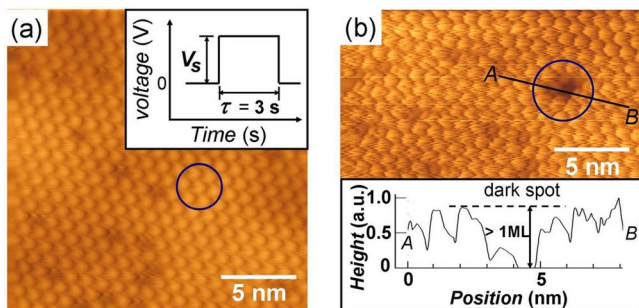 (a)
voltage (V)
Vs
0
τ = 3 s
Time (s)
5 nm
(b)
A
B
5 nm
dark spot
Height (a.u.)
1.0
0.5
0
A
> 1ML
B
0
5
Position (nm)